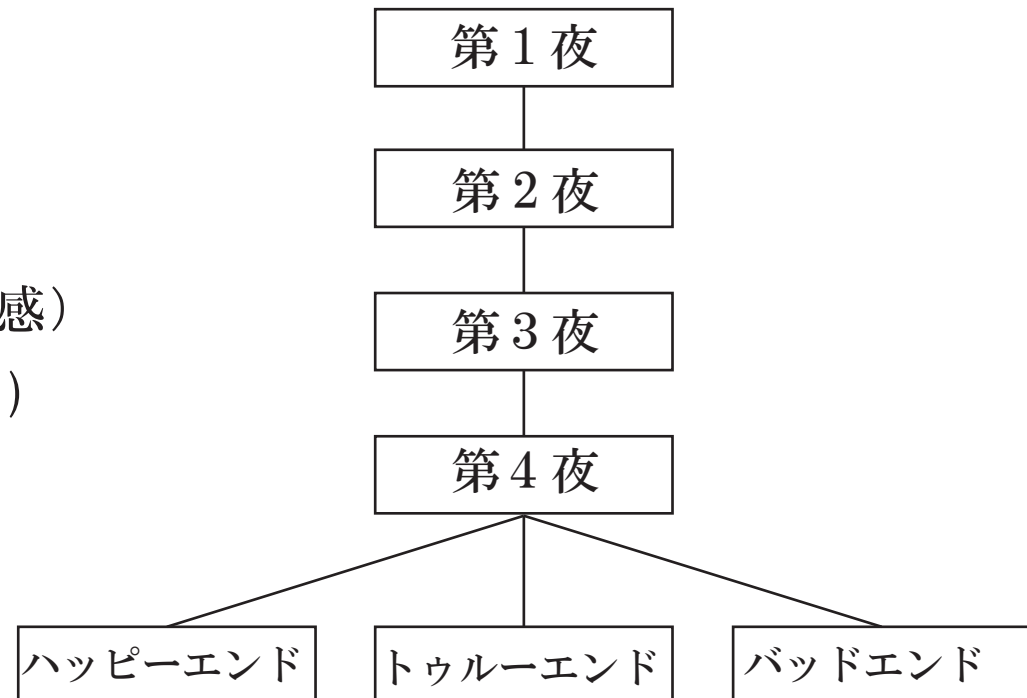 第1夜
第2夜
感）
第3夜
）
第4夜
ハッピーエンド
トゥルーエンド
バッドエンド